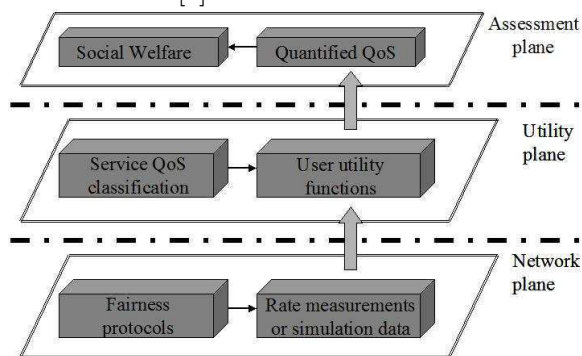 [ ]
Assessment
plane
Social Welfare
Quantified QoS
Utility
plane
Service QoS
classification
User utility
functions
Network
plane
Fairness
protocols
Rate measurements
or simulation data